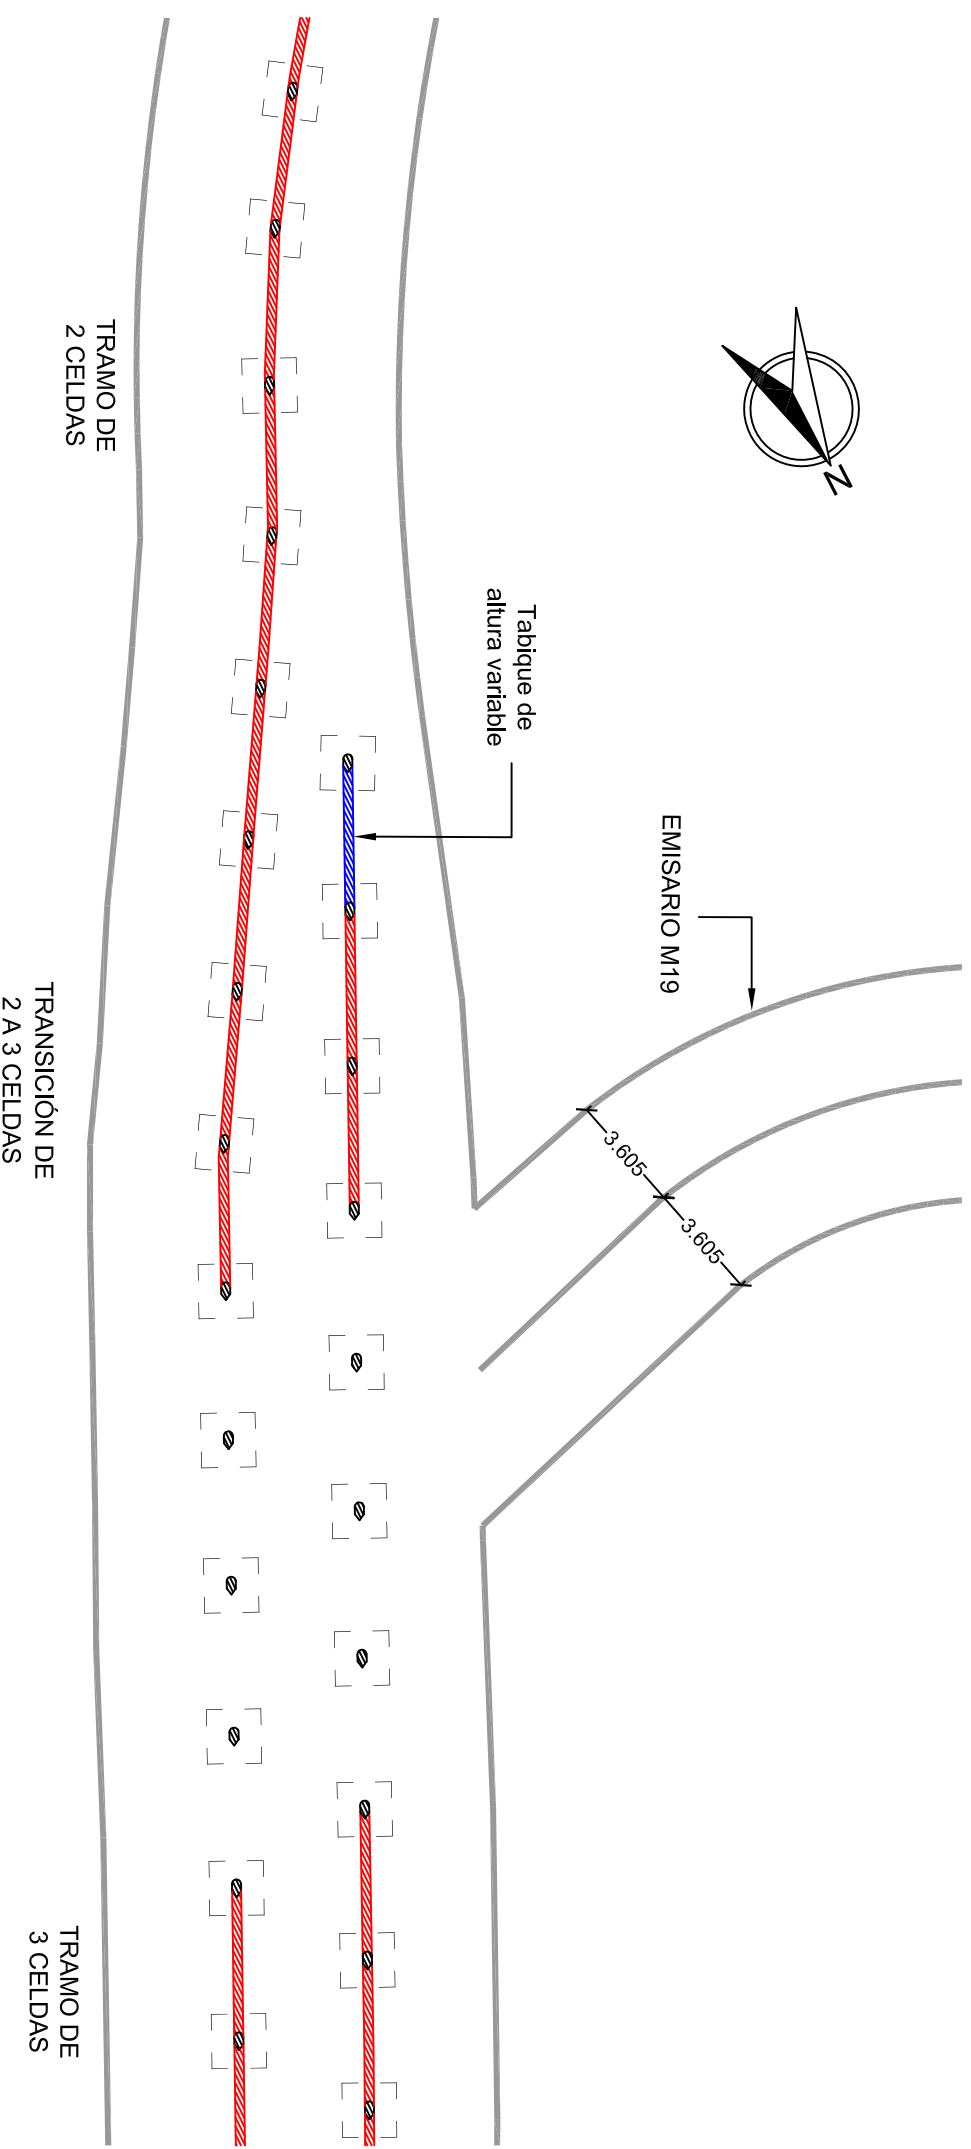 N
EMISARIO M19
3.605
3.605
Tabique de
altura variable
TRAMO DE
2 CELDAS
TRANSICIÓN DE
2 A 3 CELDAS
TRAMO DE
3 CELDAS